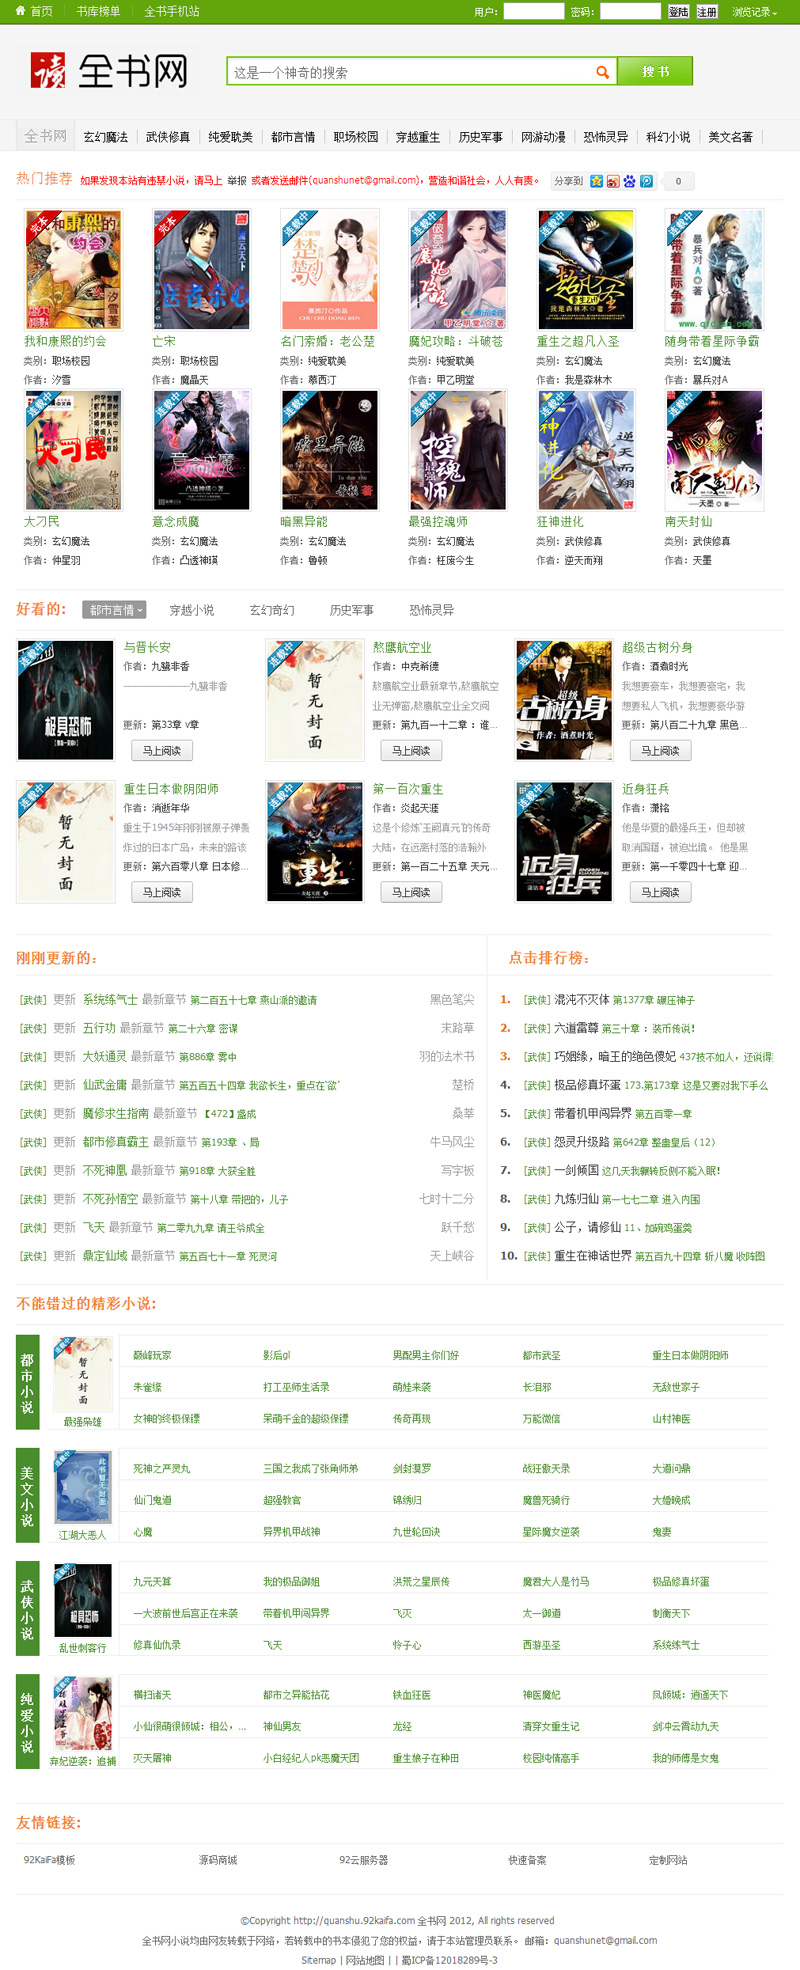 首页 书库榜单 全书手机站 用户: 密码: 登陆 注册 浏览记录
读 全书网 这是一个神奇的搜索 搜 书
全书网 玄幻魔法 武侠修真 纯爱耽美 都市言情 职场校园 穿越重生 历史军事 网游动漫 恐怖灵异 科幻小说 美文名著
热门推荐 如果发现本站有违禁小说，请马上 举报 或者发送邮件(quanshunet@gmail.com)，营造和谐社会，人人有责。 分享到 0
我和康熙的约会 亡宋 名门索婚：老公楚 魔妃攻略：斗破苍 重生之超凡入圣 随身带着星际争霸
类别：职场校园 类别：职场校园 类别：纯爱耽美 类别：纯爱耽美 类别：玄幻魔法 类别：玄幻魔法
作者：汐雪 作者：魔晶天 作者：慕西汀 作者：甲乙明堂 作者：我是森林木 作者：暴兵对A
大刁民 意念成魔 暗黑异能 最强控魂师 狂神进化 南天封仙
类别：玄幻魔法 类别：玄幻魔法 类别：玄幻魔法 类别：玄幻魔法 类别：武侠修真 类别：武侠修真
作者：仲星羽 作者：凸透神瑛 作者：鲁顿 作者：枉废今生 作者：逆天而翔 作者：天墨
好看的： 都市言情 穿越小说 玄幻奇幻 历史军事 恐怖灵异
与晋长安 熬鹰航空业 超级古树分身
作者：九骧非香 作者：中克希德 作者：酒煮时光
—————————九骧非香 熬鹰航空业最新章节,熬鹰航空 我想要豪车，我想要豪宅，我
业无弹窗,熬鹰航空业全文阅 想要私人飞机，我想要豪华游
更新：第33章 v章 更新：第九百一十二章：谁... 更新：第八百二十九章 黑色...
马上阅读 马上阅读 马上阅读
重生日本做阴阳师 第一百次重生 近身狂兵
作者：消逝年华 作者：炎起天涯 作者：潇铭
重生于1945年刚刚被原子弹轰 这是个修炼‘玉阙真元’的传奇 他是华夏的最强兵王，但却被
炸过的日本广岛，未来的路该 大陆，在远离村落的浩瀚外 取消国籍，被迫出境。 他是黑
更新：第六百零八章 日本修... 更新：第一百二十五章 天元... 更新：第一千零四十七章 迎...
马上阅读 马上阅读 马上阅读
刚刚更新的： 点击排行榜：
[武侠] 更新 系统练气士 最新章节 第二百五十七章 燕山派的邀请 黑色笔尖 1. [武侠] 混沌不灭体 第1377章 碾压神子
[武侠] 更新 五行功 最新章节 第二十六章 密谋 末路草 2. [武侠] 六道雷尊 第三十章：装币传说！
[武侠] 更新 大妖通灵 最新章节 第886章 雾中 羽的法术书 3. [武侠] 巧姻缘，暗王的绝色傻妃 437技不如人，还说得
[武侠] 更新 仙武金庸 最新章节 第五百五十四章 我欲长生，重点在‘欲’ 楚桥 4. [武侠] 极品修真坏蛋 173.第173章 这是又要对我下手么
[武侠] 更新 魔修求生指南 最新章节 【472】蛊成 桑莘 5. [武侠] 带着机甲闯异界 第五百零一章
[武侠] 更新 都市修真霸主 最新章节 第193章 、局 牛马风尘 6. [武侠] 怨灵升级路 第642章 整蛊皇后（12）
[武侠] 更新 不死神凰 最新章节 第918章 大获全胜 写字板 7. [武侠] 一剑倾国 这几天我辗转反侧不能入眠！
[武侠] 更新 不死孙悟空 最新章节 第十八章 带把的，儿子 七时十二分 8. [武侠] 九炼归仙 第一七七二章 进入内围
[武侠] 更新 飞天 最新章节 第二零九九章 请王爷成全 跃千愁 9. [武侠] 公子，请修仙 11、加碗鸡蛋羹
[武侠] 更新 鼎定仙域 最新章节 第五百七十一章 死灵河 天上峡谷 10. [武侠] 重生在神话世界 第五百九十四章 斩八魔 收阵图
不能错过的精彩小说：
都市小说 最强枭雄
巅峰玩家 影后gl 男配男主你们好 都市武圣 重生日本做阴阳师
朱雀缘 打工巫师生活录 萌娃来袭 长泪邪 无敌世家子
女神的终极保镖 呆萌千金的超级保镖 传奇再现 万能微信 山村神医
美文小说 江湖大恶人
死神之严灵丸 三国之我成了张角师弟 剑封漠罗 战狂傲天录 大道问鼎
仙门鬼道 超强教官 锦绣归 魔兽死骑行 大婚晚成
心魔 异界机甲战神 九世轮回诀 星际魔女逆袭 鬼妻
武侠小说 乱世刺客行
九元天算 我的极品御姐 洪荒之星辰传 魔君大人是竹马 极品修真坏蛋
一大波前世后宫正在来袭 带着机甲闯异界 飞灭 太一御道 制衡天下
修真仙仇录 飞天 怜子心 西游巫圣 系统练气士
纯爱小说 弃妃逆袭：追捕
横扫诸天 都市之异能拈花 铁血狂医 神医魔妃 凤倾城：逍遥天下
小仙很萌很倾城：相公，... 神仙男友 龙经 清穿女重生记 剑冲云霄动九天
灭天屠神 小白经纪人pk恶魔天团 重生娘子在种田 校园纯情高手 我的师傅是女鬼
友情链接：
92KaiFa模板 源码商城 92云服务器 快速备案 定制网站
©Copyright http://quanshu.92kaifa.com 全书网 2012, All rights reserved
全书网小说均由网友转载于网络，若转载中的书本侵犯了您的权益，请于本站管理员联系。 邮箱：quanshunet@gmail.com
Sitemap | 网站地图 | | 蜀ICP备12018289号-3